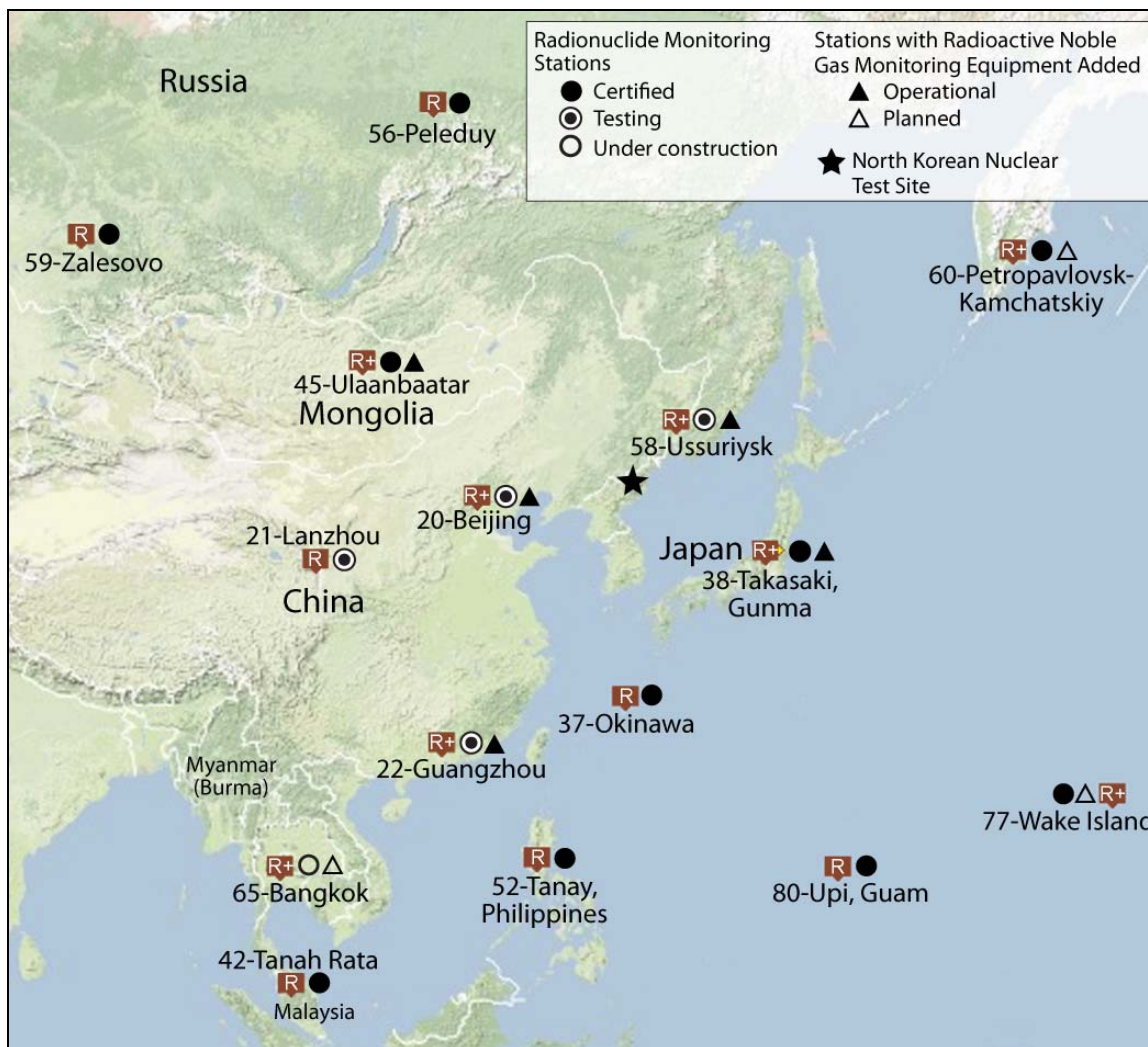 Radionuclide Monitoring
Stations
Certified
Testing
Under construction
Stations with Radioactive Noble
Gas Monitoring Equipment Added
Operational
Planned
North Korean Nuclear
Test Site
Russia
R
56-Peleduy
R
59-Zalesovo
R+
60-Petropavlovsk-
Kamchatskiy
R+
45-Ulaanbaatar
Mongolia
R+
58-Ussuriysk
R+
20-Beijing
21-Lanzhou
R
China
Japan R+
38-Takasaki,
Gunma
R
37-Okinawa
R+
22-Guangzhou
Myanmar
(Burma)
R+
77-Wake Island
R+
65-Bangkok
R
52-Tanay,
Philippines
R
80-Upi, Guam
42-Tanah Rata
R
Malaysia